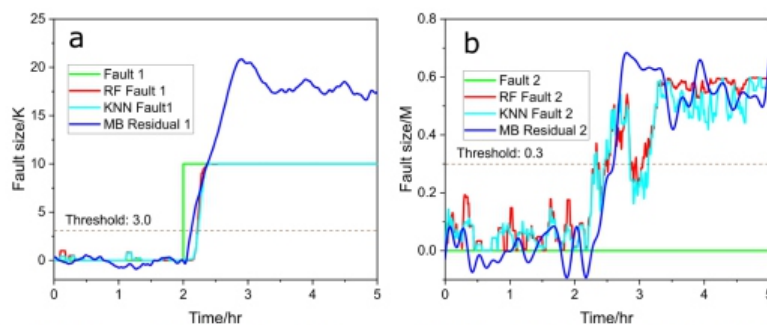 a
25
20
15
10
5
0
Fault size/K
Fault 1
RF Fault 1
KNN Fault1
MB Residual 1
Threshold: 3.0
0 1 2 3 4 5
Time/hr
b
0.8
0.6
0.4
0.2
0.0
Fault size/M
Fault 2
RF Fault 2
KNN Fault 2
MB Residual 2
Threshold: 0.3
0 1 2 3 4 5
Time/hr